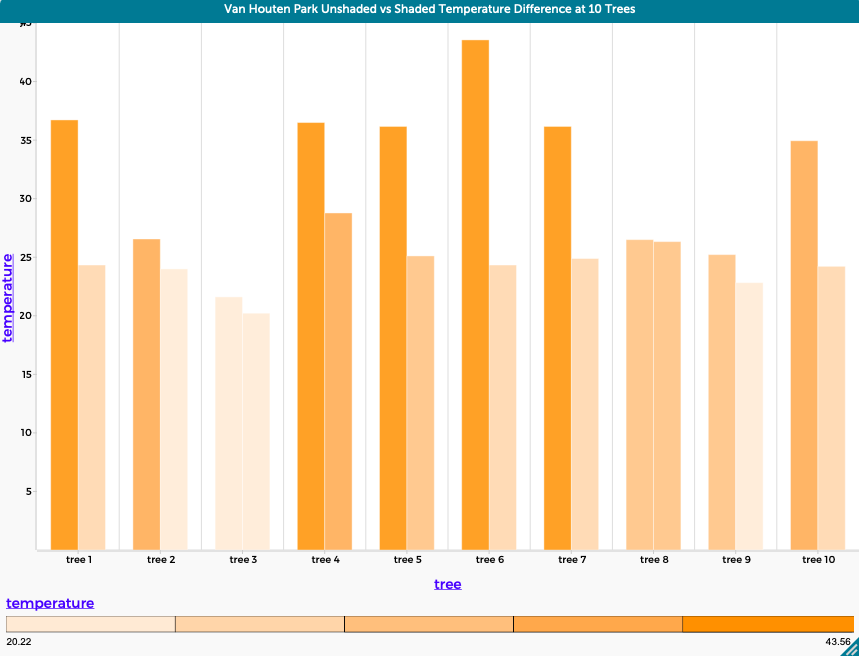 Van Houten Park Unshaded vs Shaded Temperature Difference at 10 Trees
45
40
35
30
25
20
15
10
5
temperature
tree 1 tree 2 tree 3 tree 4 tree 5 tree 6 tree 7 tree 8 tree 9 tree 10
tree
temperature
20.22 43.56